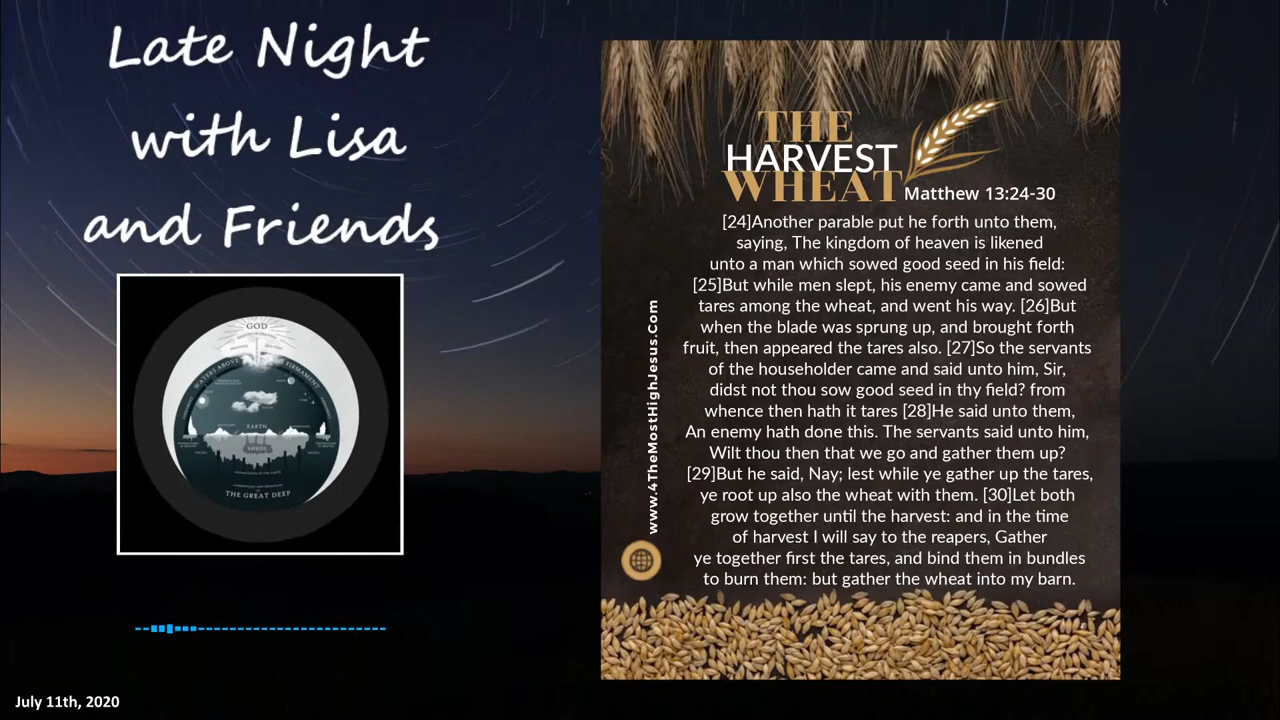 Late Night
with Lisa
and Friends
GOD
WATERS ABOVE
FIRMAMENT
EARTH
SHEOL
THE GREAT DEEP
July 11th, 2020
THE
HARVEST
WHEAT
Matthew 13:24-30
[24]Another parable put he forth unto them,
saying, The kingdom of heaven is likened
unto a man which sowed good seed in his field:
[25]But while men slept, his enemy came and sowed
tares among the wheat, and went his way. [26]But
when the blade was sprung up, and brought forth
fruit, then appeared the tares also. [27]So the servants
of the householder came and said unto him, Sir,
didst not thou sow good seed in thy field? from
whence then hath it tares [28]He said unto them,
An enemy hath done this. The servants said unto him,
Wilt thou then that we go and gather them up?
[29]But he said, Nay; lest while ye gather up the tares,
ye root up also the wheat with them. [30]Let both
grow together until the harvest: and in the time
of harvest I will say to the reapers, Gather
ye together first the tares, and bind them in bundles
to burn them: but gather the wheat into my barn.
www.4TheMostHighJesus.Com